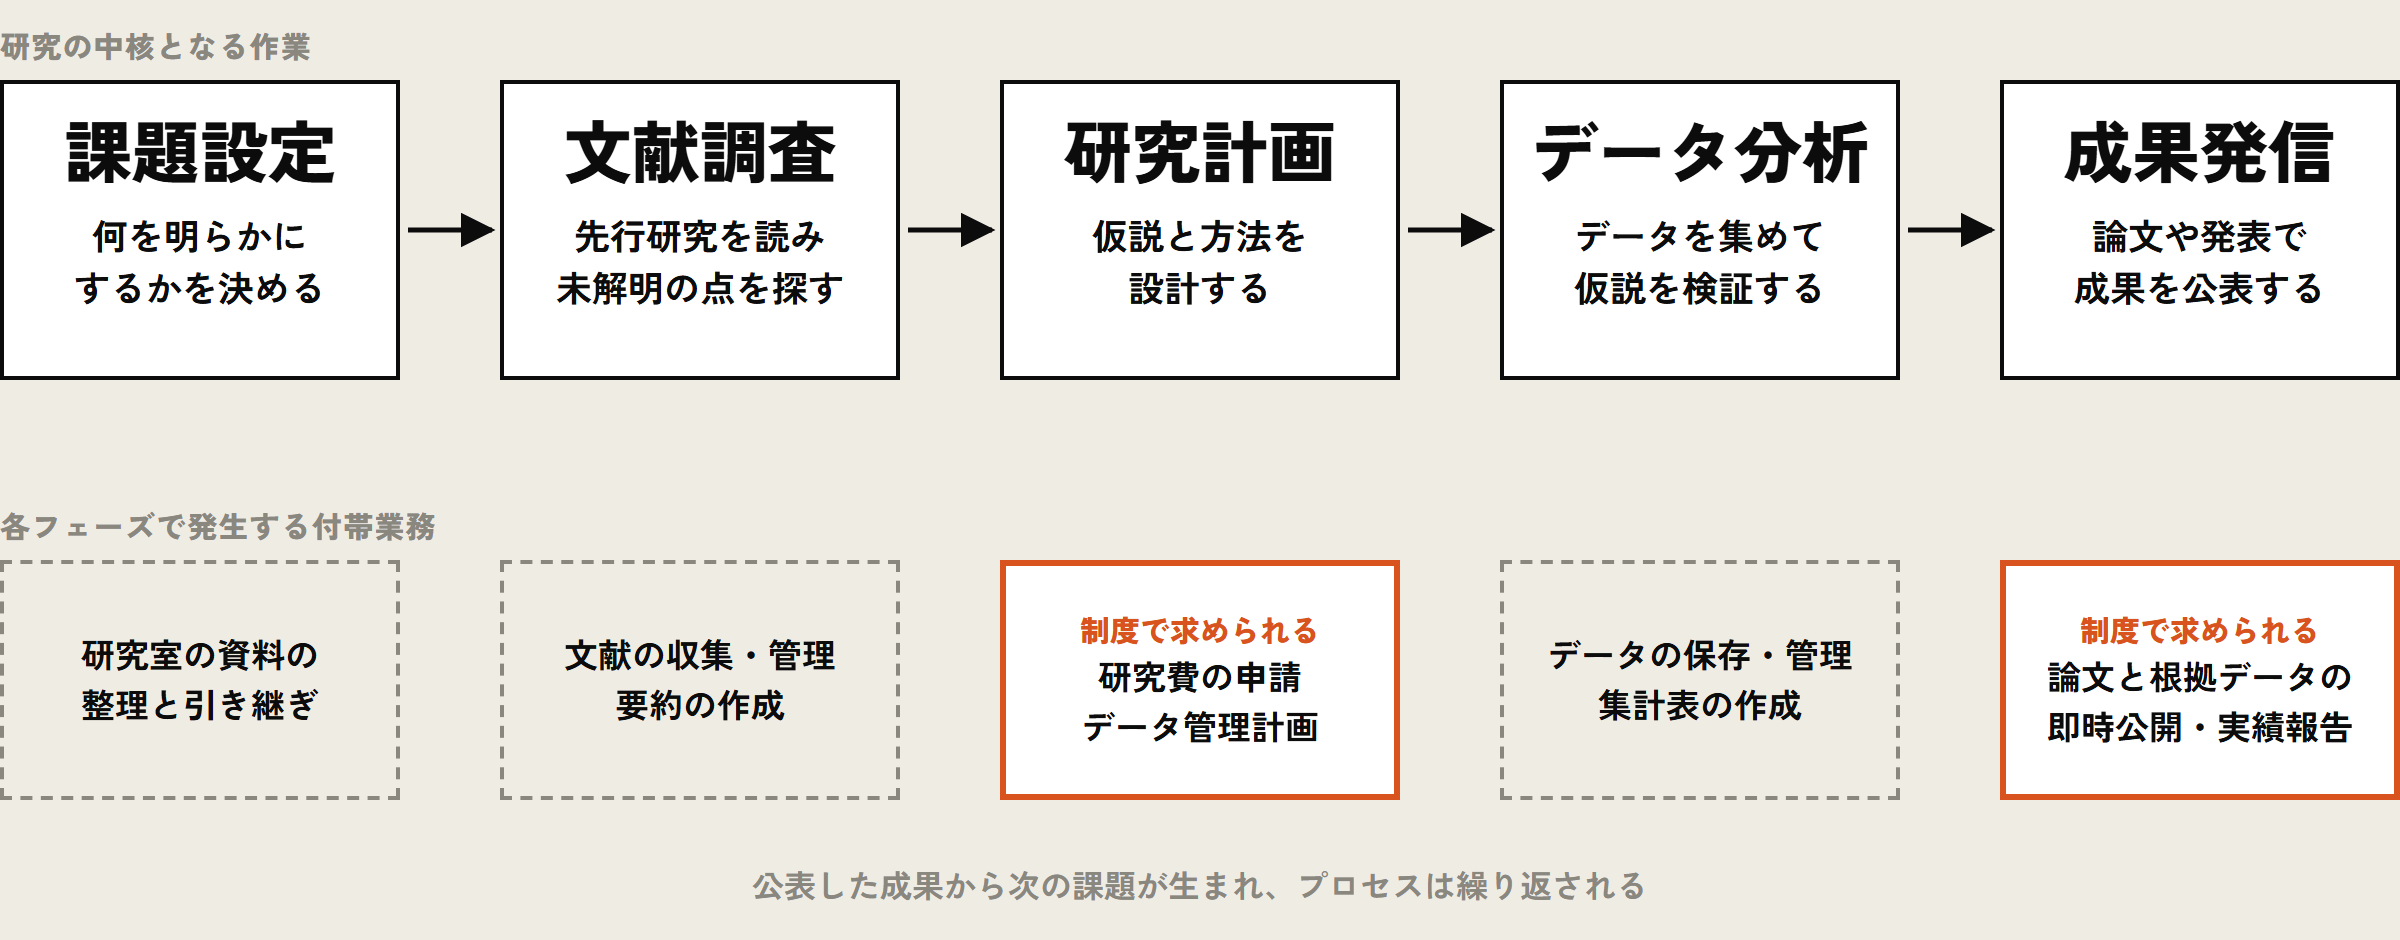 研究の中核となる作業
課題設定
何を明らかに
するかを決める
文献調査
先行研究を読み
未解明の点を探す
研究計画
仮説と方法を
設計する
データ分析
データを集めて
仮説を検証する
成果発信
論文や発表で
成果を公表する
各フェーズで発生する付帯業務
研究室の資料の
整理と引き継ぎ
文献の収集・管理
要約の作成
制度で求められる
研究費の申請
データ管理計画
データの保存・管理
集計表の作成
制度で求められる
論文と根拠データの
即時公開・実績報告
公表した成果から次の課題が生まれ、プロセスは繰り返される